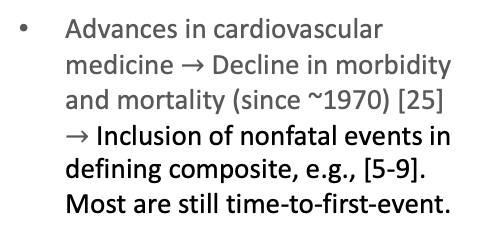 • Advances in cardiovascular
medicine → Decline in morbidity
and mortality (since ~1970) [25]
→ Inclusion of nonfatal events in
defining composite, e.g., [5-9].
Most are still time-to-first-event.